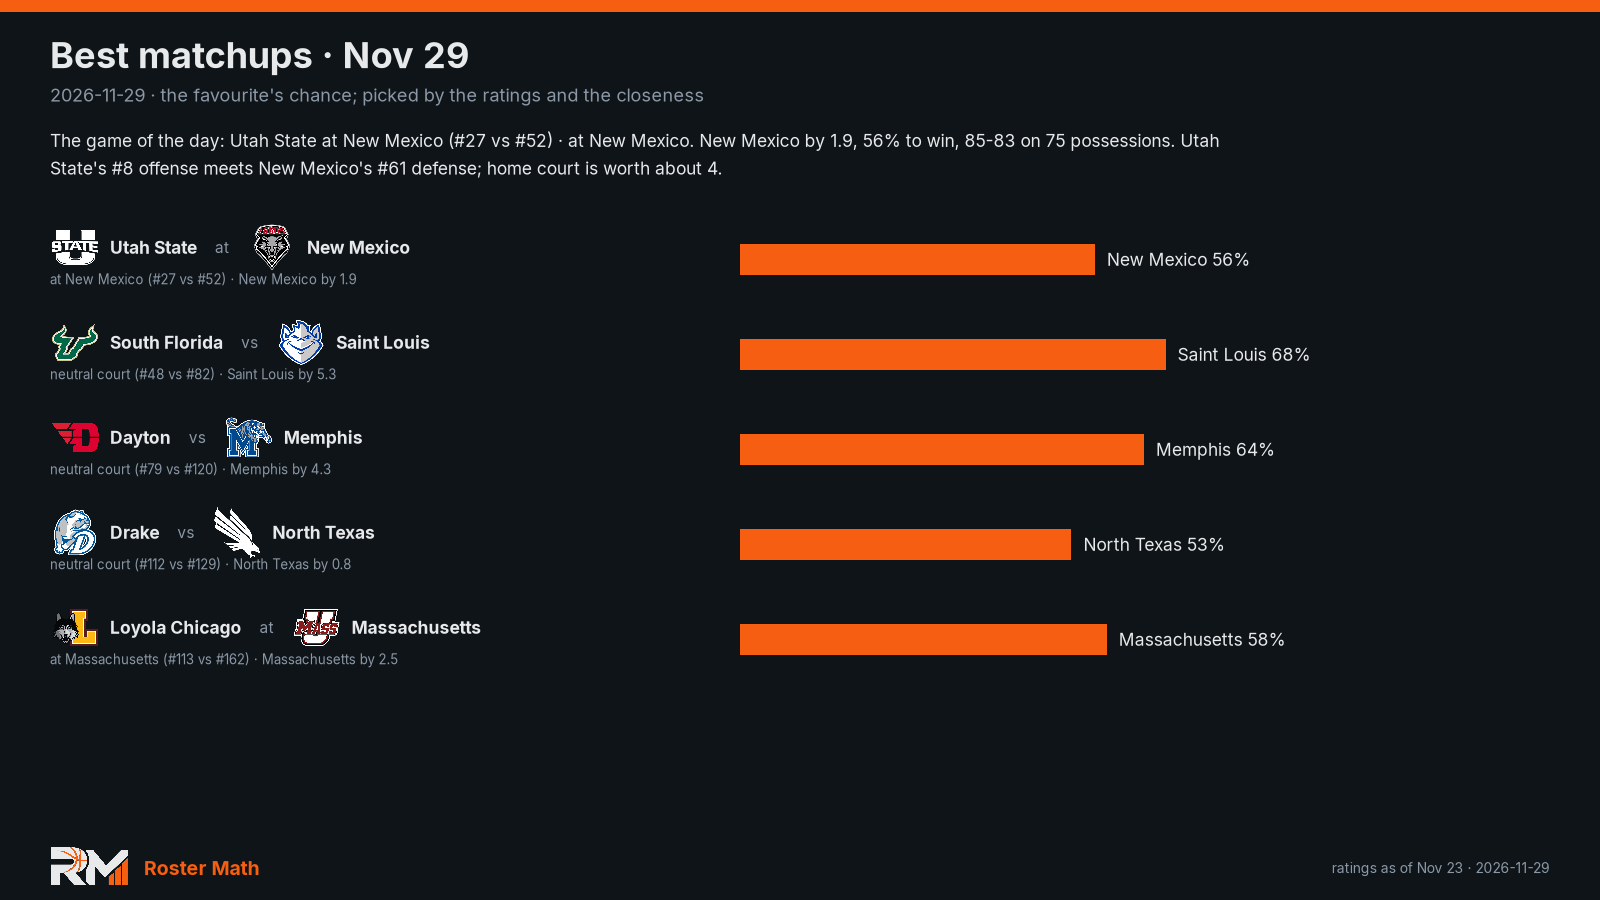 Best matchups · Nov 29
2026-11-29 · the favourite's chance; picked by the ratings and the closeness
The game of the day: Utah State at New Mexico (#27 vs #52) · at New Mexico. New Mexico by 1.9, 56% to win, 85-83 on 75 possessions. Utah
State's #8 offense meets New Mexico's #61 defense; home court is worth about 4.
STATE Utah State at New Mexico
at New Mexico (#27 vs #52) · New Mexico by 1.9
New Mexico 56%
South Florida vs Saint Louis
neutral court (#48 vs #82) · Saint Louis by 5.3
Saint Louis 68%
D Dayton vs M Memphis
neutral court (#79 vs #120) · Memphis by 4.3
Memphis 64%
D Drake vs North Texas
neutral court (#112 vs #129) · North Texas by 0.8
North Texas 53%
L Loyola Chicago at MASS Massachusetts
at Massachusetts (#113 vs #162) · Massachusetts by 2.5
Massachusetts 58%
RM Roster Math
ratings as of Nov 23 · 2026-11-29